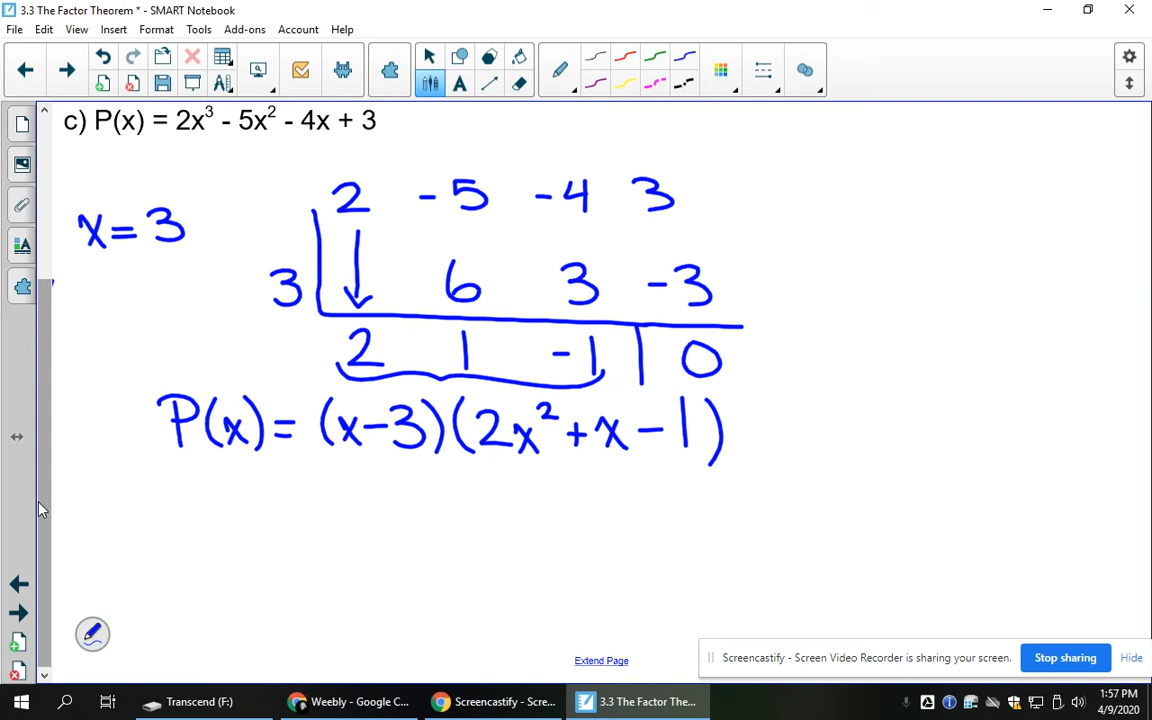 3.3 The Factor Theorem * - SMART Notebook
File Edit View Insert Format Tools Add-ons Account Help
c) P(x) = 2x³ - 5x² - 4x + 3
2 -5 -4 3
x = 3
3 6 3 -3
2 1 -1 0
P(x) = (x-3)(2x² + x - 1)
Extend Page
Screencastify - Screen Video Recorder is sharing your screen. Stop sharing Hide
Transcend (F:) Weebly - Google C... Screencastify - Scre... 3.3 The Factor The...
1:57 PM
4/9/2020